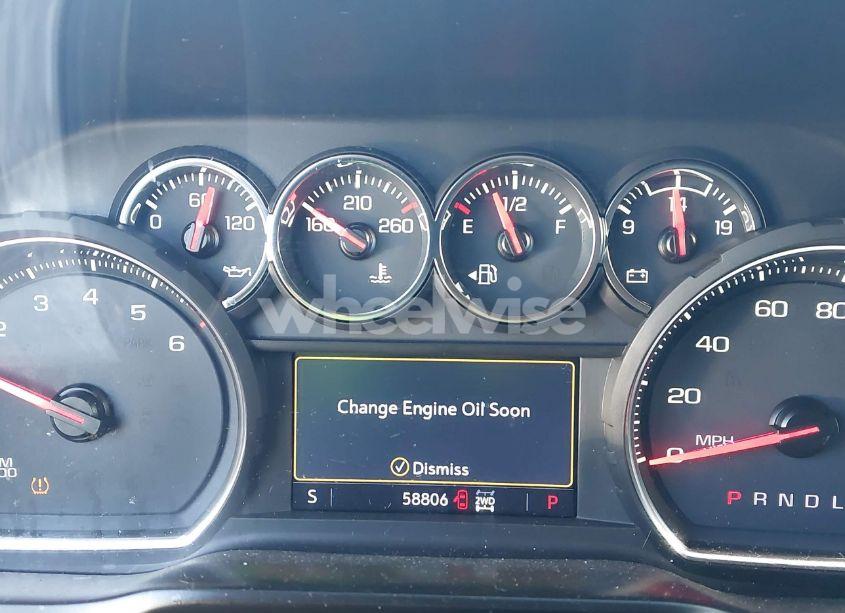 0 60 120
160 210 260
E 1/2 F
9 14 19
2 3 4 5 6
0 20 40 60 80
MPH
wheelwise
Change Engine Oil Soon
Dismiss
S 58806 2WD P
P R N D L